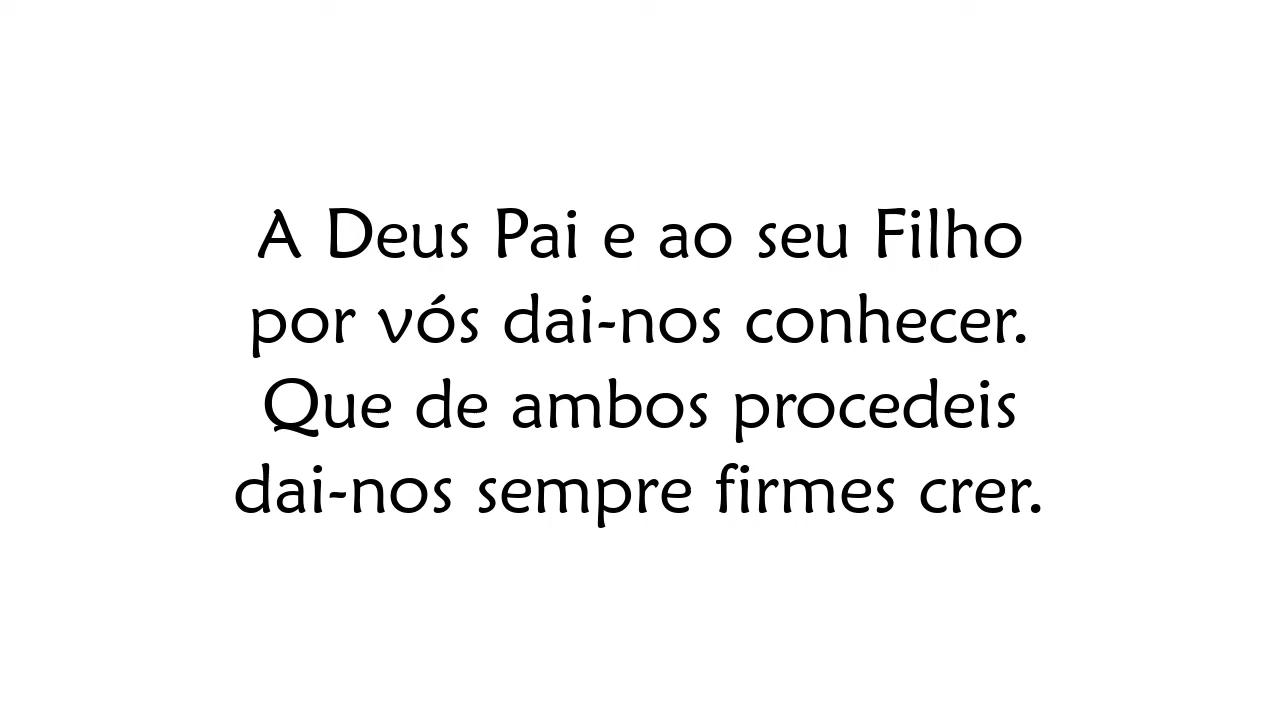 A Deus Pai e ao seu Filho
por vós dai-nos conhecer.
Que de ambos procedeis
dai-nos sempre firmes crer.